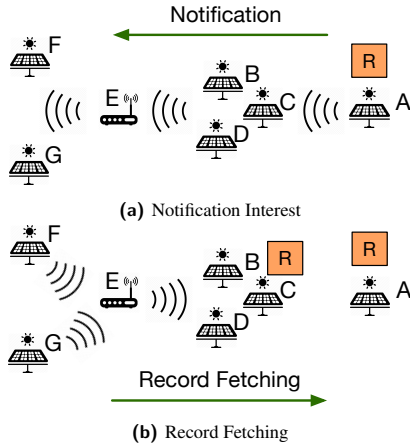 Notification
F
R
B
E
C
A
D
G
(a) Notification Interest
F
R
R
B
E
C
A
D
G
Record Fetching
(b) Record Fetching